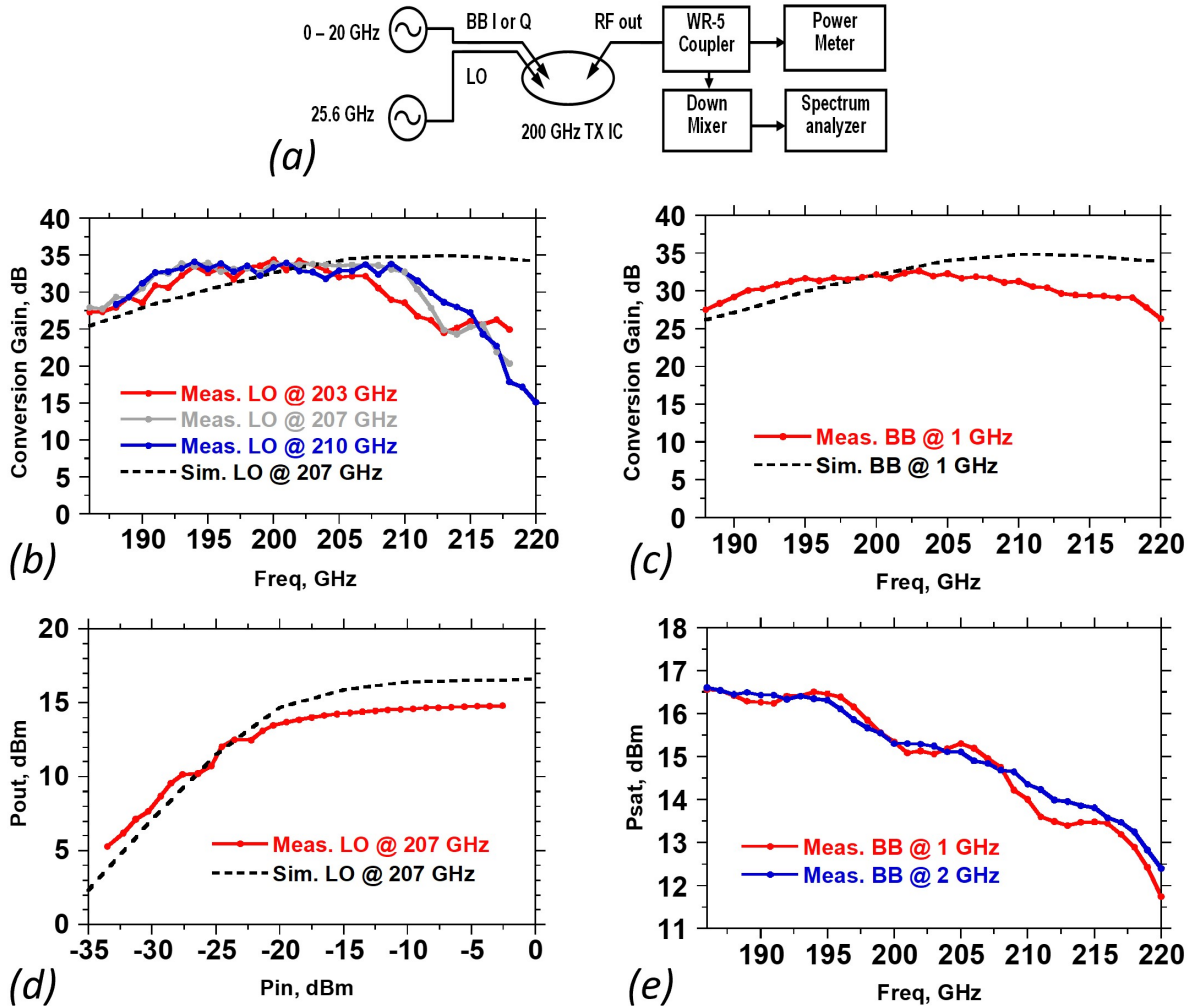 (a)
0 – 20 GHz
25.6 GHz
BB I or Q
LO
RF out
200 GHz TX IC
WR-5
Coupler
Power
Meter
Down
Mixer
Spectrum
analyzer
(b)
Conversion Gain, dB
40
35
30
25
20
15
10
5
0
Meas. LO @ 203 GHz
Meas. LO @ 207 GHz
Meas. LO @ 210 GHz
Sim. LO @ 207 GHz
190 195 200 205 210 215 220
Freq, GHz
(c)
Conversion Gain, dB
40
35
30
25
20
15
10
5
0
Meas. BB @ 1 GHz
Sim. BB @ 1 GHz
190 195 200 205 210 215 220
Freq, GHz
(d)
Pout, dBm
20
15
10
5
0
Meas. LO @ 207 GHz
Sim. LO @ 207 GHz
-35 -30 -25 -20 -15 -10 -5 0
Pin, dBm
(e)
Psat, dBm
18
17
16
15
14
13
12
11
Meas. BB @ 1 GHz
Meas. BB @ 2 GHz
190 195 200 205 210 215 220
Freq, GHz